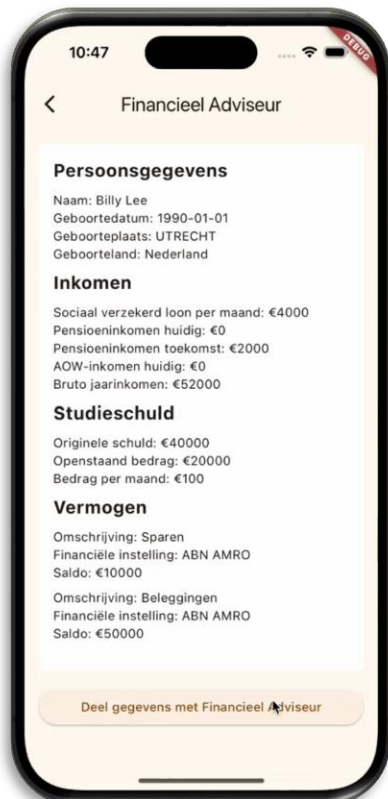 10:47
DEBUG
Financieel Adviseur
Persoonsgegevens
Naam: Billy Lee
Geboortedatum: 1990-01-01
Geboorteplaats: UTRECHT
Geboorteland: Nederland
Inkomen
Sociaal verzekerd loon per maand: €4000
Pensioeninkomen huidig: €0
Pensioeninkomen toekomst: €2000
AOW-inkomen huidig: €0
Bruto jaarinkomen: €52000
Studieschuld
Originele schuld: €40000
Openstaand bedrag: €20000
Bedrag per maand: €100
Vermogen
Omschrijving: Sparen
Financiële instelling: ABN AMRO
Saldo: €10000
Omschrijving: Beleggingen
Financiële instelling: ABN AMRO
Saldo: €50000
Deel gegevens met Financieel Adviseur